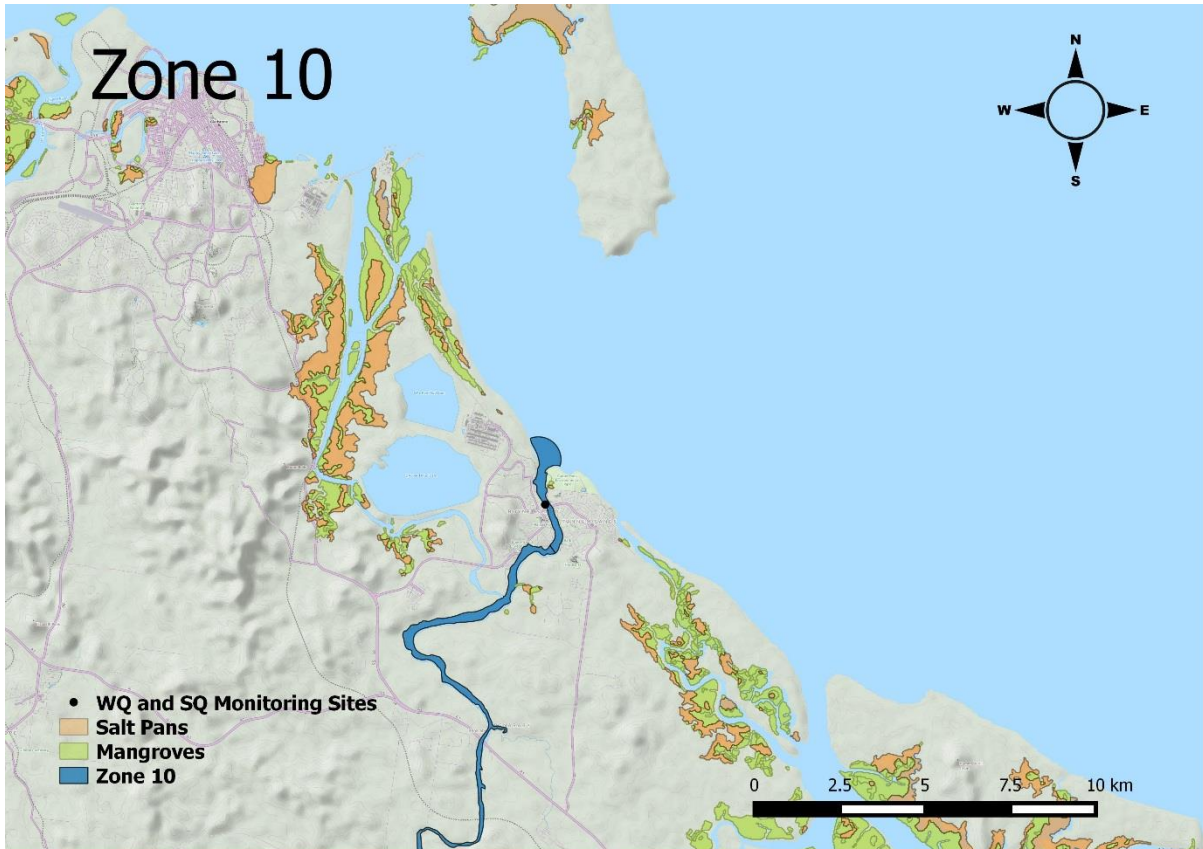 Zone 10
N
W
E
S
WQ and SQ Monitoring Sites
Salt Pans
Mangroves
Zone 10
0 2.5 5 7.5 10 km